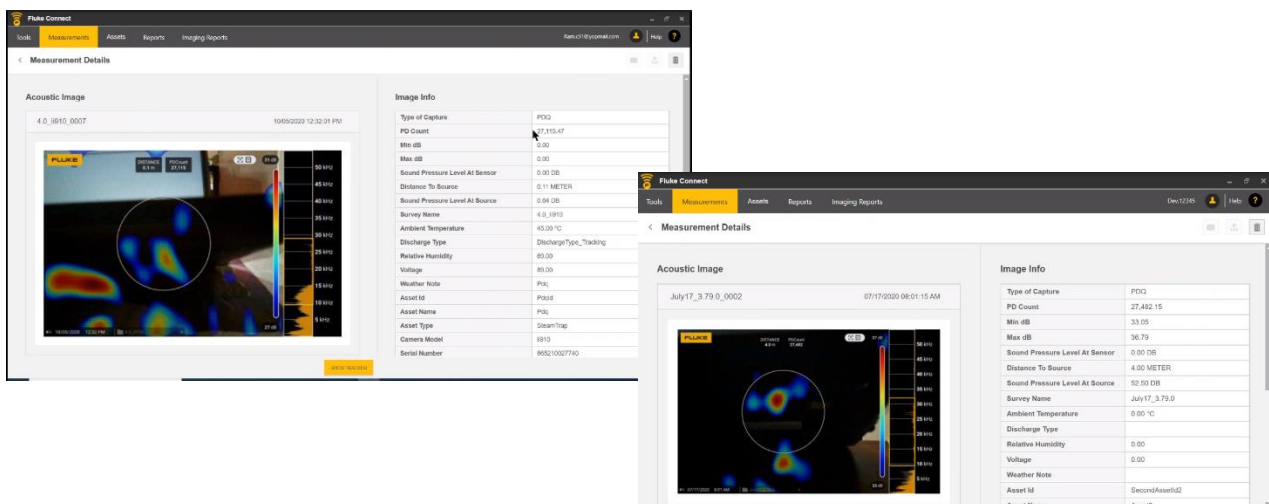 Fluke Connect
Tools Measurements Assets Reports Imaging Reports Help ?
< Measurement Details
Acoustic Image
4.0_ii910_0007 10/05/2020 12:32:01 PM
FLUKE
DISTANCE PDCount
0.1 m 27,115
50 kHz
45 kHz
40 kHz
35 kHz
30 kHz
25 kHz
20 kHz
15 kHz
10 kHz
5 kHz
Image Info
Type of Capture PDQ
PD Count 27,115.47
Min dB 0.00
Max dB 0.00
Sound Pressure Level At Sensor 0.00 DB
Distance To Source 0.11 METER
Sound Pressure Level At Source 0.64 DB
Survey Name 4.0_ii910
Ambient Temperature 45.00 °C
Discharge Type DischargeType_Tracking
Relative Humidity 89.00
Voltage 89.00
Weather Note Pdq
Asset Id
Asset Name Pdq
Asset Type SteamTrap
Camera Model ii910
Serial Number 865210027740
Fluke Connect
Tools Measurements Assets Reports Imaging Reports Dev.12345 Help ?
< Measurement Details
Acoustic Image
July17_3.79.0_0002 07/17/2020 08:01:15 AM
FLUKE
DISTANCE PDCount
4.0 m 27,482
50 kHz
45 kHz
40 kHz
35 kHz
30 kHz
25 kHz
20 kHz
15 kHz
10 kHz
5 kHz
Image Info
Type of Capture PDQ
PD Count 27,482.15
Min dB 33.05
Max dB 36.79
Sound Pressure Level At Sensor 0.00 DB
Distance To Source 4.00 METER
Sound Pressure Level At Source 52.50 DB
Survey Name July17_3.79.0
Ambient Temperature 0.00 °C
Discharge Type
Relative Humidity 0.00
Voltage 0.00
Weather Note
Asset Id SecondAssetId2